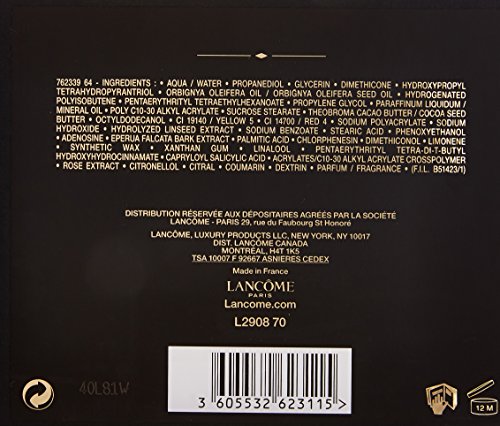 762339 64 - INGREDIENTS : • AQUA / WATER • PROPANEDIOL • GLYCERIN • DIMETHICONE • HYDROXYPROPYL
TETRAHYDROPYRANTRIOL • ORBIGNYA OLEIFERA OIL / ORBIGNYA OLEIFERA SEED OIL • HYDROGENATED
POLYISOBUTENE • PENTAERYTHRITYL TETRAETHYLHEXANOATE • PROPYLENE GLYCOL • PARAFFINUM LIQUIDUM /
MINERAL OIL • POLY C10-30 ALKYL ACRYLATE • SUCROSE STEARATE • THEOBROMA CACAO BUTTER / COCOA SEED
BUTTER • OCTYLDODECANOL • CI 19140 / YELLOW 5 • CI 14700 / RED 4 • SODIUM POLYACRYLATE • SODIUM
HYDROXIDE • HYDROLYZED LINSEED EXTRACT • SODIUM BENZOATE • STEARIC ACID • PHENOXYETHANOL
• ADENOSINE • EPERUA FALCATA BARK EXTRACT • PALMITIC ACID • CHLORPHENESIN • DIMETHICONOL • LIMONENE
• SYNTHETIC WAX • XANTHAN GUM • LINALOOL • PENTAERYTHRITYL TETRA-DI-T-BUTYL
HYDROXYHYDROCINNAMATE • CAPRYLOYL SALICYLIC ACID • ACRYLATES/C10-30 ALKYL ACRYLATE CROSSPOLYMER
• ROSE EXTRACT • CITRONELLOL • CITRAL • COUMARIN • DEXTRIN • PARFUM / FRAGRANCE • (F.I.L. B51423/1)
DISTRIBUTION RÉSERVÉE AUX DÉPOSITAIRES AGRÉÉS PAR LA SOCIÉTÉ
LANCÔME - PARIS 29, rue du Faubourg St Honoré
LANCÔME, LUXURY PRODUCTS LLC, NEW YORK, NY 10017
DIST. LANCÔME CANADA
MONTRÉAL, H4T 1K5
TSA 10007 F 92667 ASNIERES CEDEX
Made in France
LANCÔME
PARIS
Lancome.com
L2908 70
40L81W
3 605532 623115 >
12 M